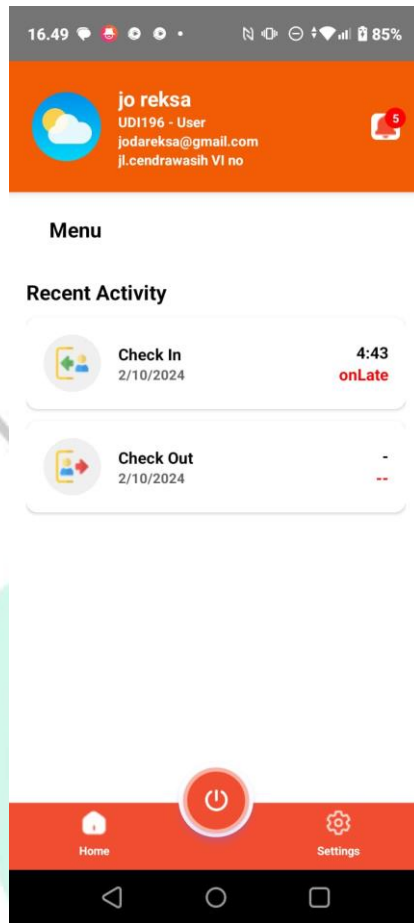 16.49 85%
jo reksa
UDI196 - User
jodareksa@gmail.com
jl.cendrawasih VI no
5
Menu
Recent Activity
Check In 4:43
2/10/2024 onLate
Check Out -
2/10/2024 --
Home Settings